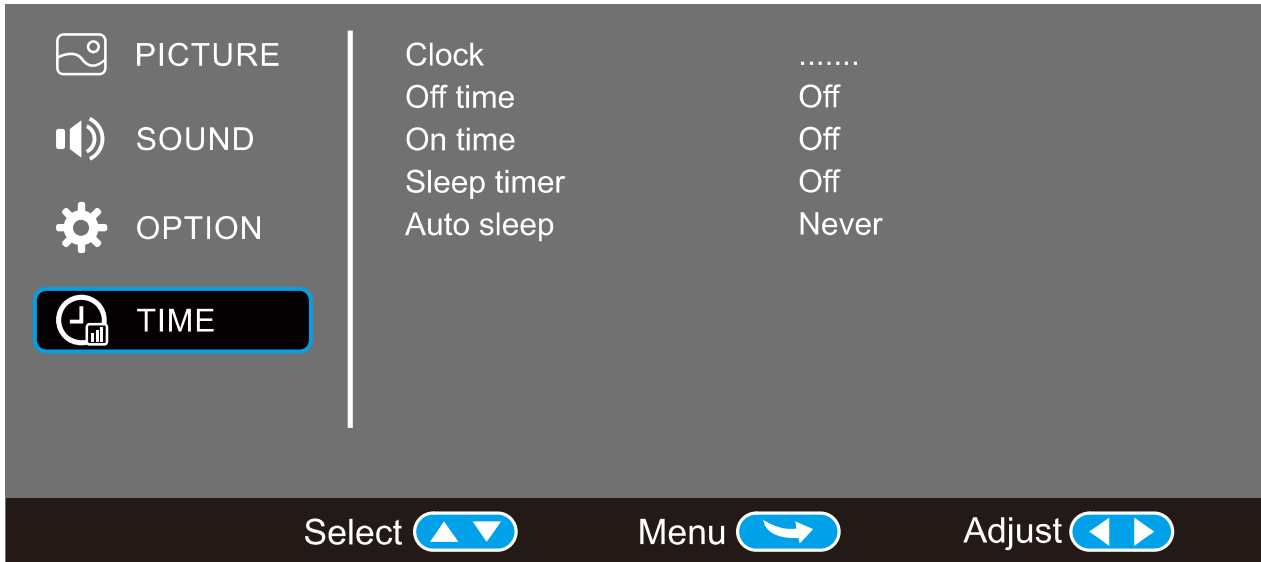 PICTURE
SOUND
OPTION
TIME
Clock .......
Off time Off
On time Off
Sleep timer Off
Auto sleep Never
Select Menu Adjust